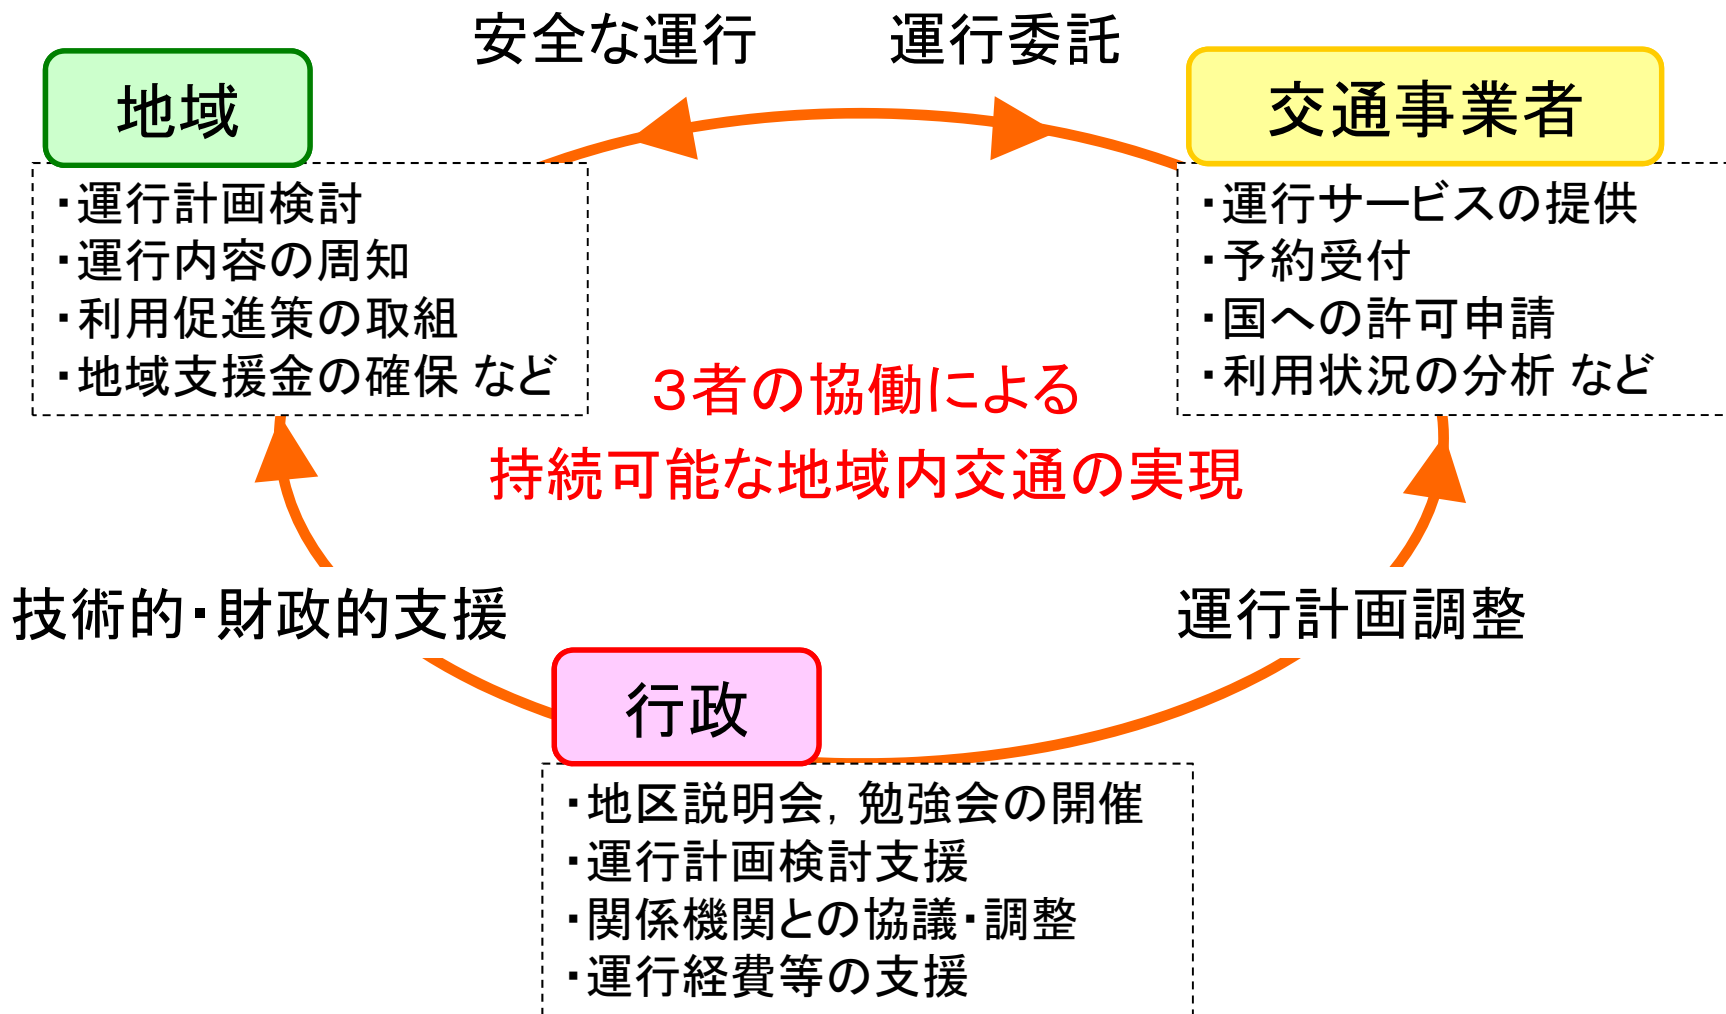 安全な運行
運行委託
地域
・運行計画検討
・運行内容の周知
・利用促進策の取組
・地域支援金の確保 など
交通事業者
・運行サービスの提供
・予約受付
・国への許可申請
・利用状況の分析 など
３者の協働による
持続可能な地域内交通の実現
技術的・財政的支援
運行計画調整
行政
・地区説明会，勉強会の開催
・運行計画検討支援
・関係機関との協議・調整
・運行経費等の支援